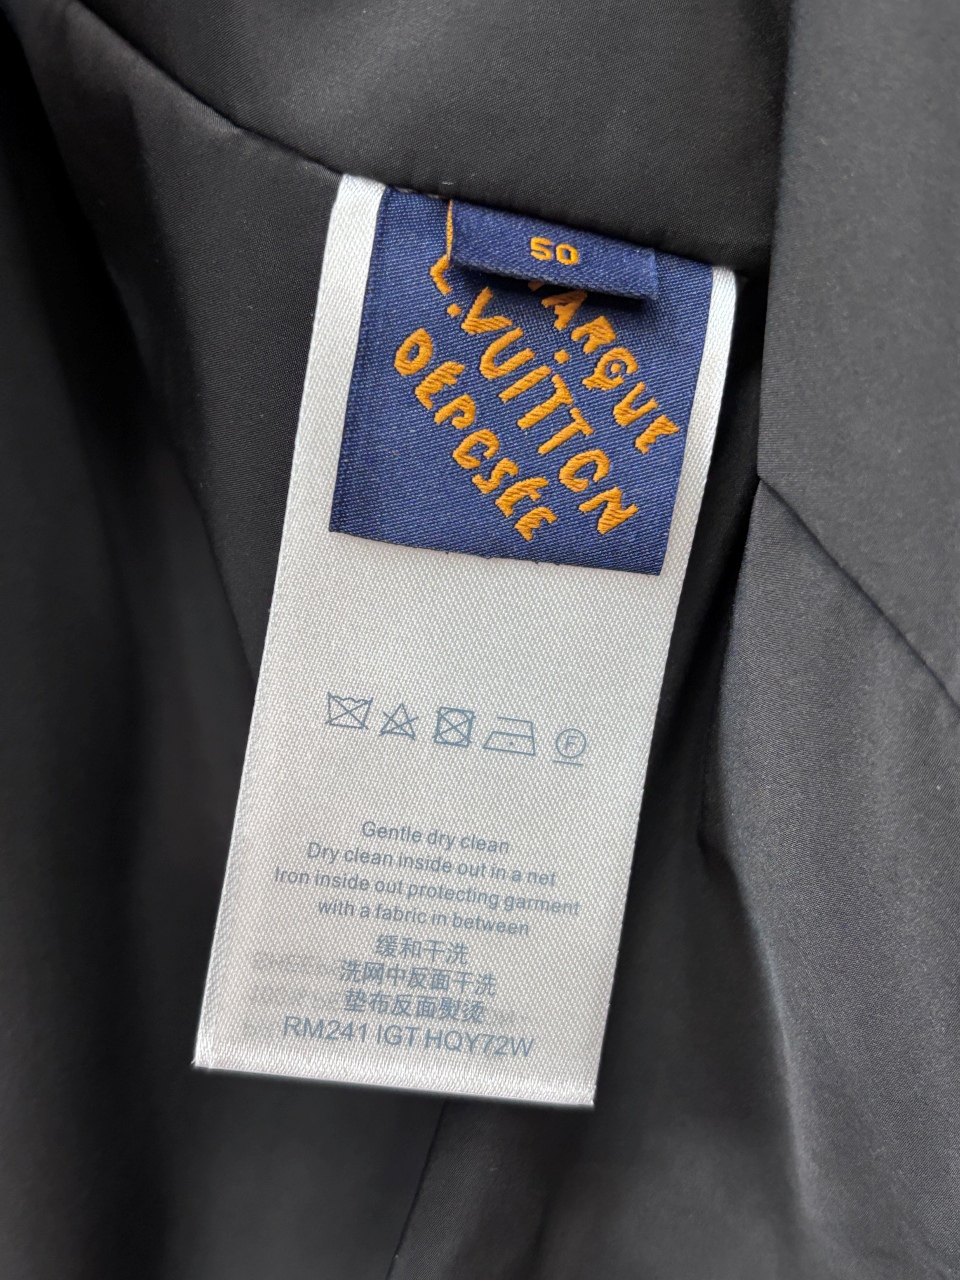 50
L.VUITTON
Gentle dry clean
Dry clean inside out in a net
Iron inside out protecting garment
with a fabric in between
缓和干洗
洗网中反面干洗
垫布反面熨烫
RM241 IGT HQY72W
F